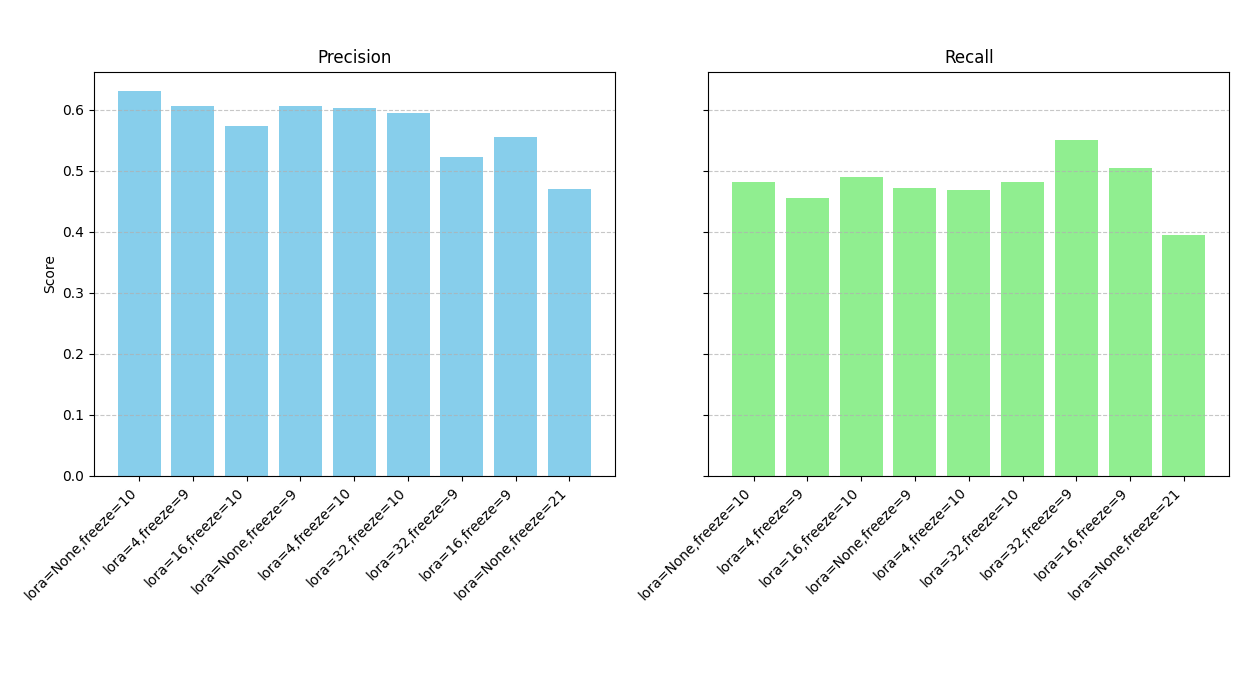 Precision
Score
0.6
0.5
0.4
0.3
0.2
0.1
0.0
lora=None,freeze=10
lora=4,freeze=9
lora=16,freeze=10
lora=None,freeze=9
lora=4,freeze=10
lora=32,freeze=10
lora=32,freeze=9
lora=16,freeze=9
lora=None,freeze=21
Recall
lora=None,freeze=10
lora=4,freeze=9
lora=16,freeze=10
lora=None,freeze=9
lora=4,freeze=10
lora=32,freeze=10
lora=32,freeze=9
lora=16,freeze=9
lora=None,freeze=21